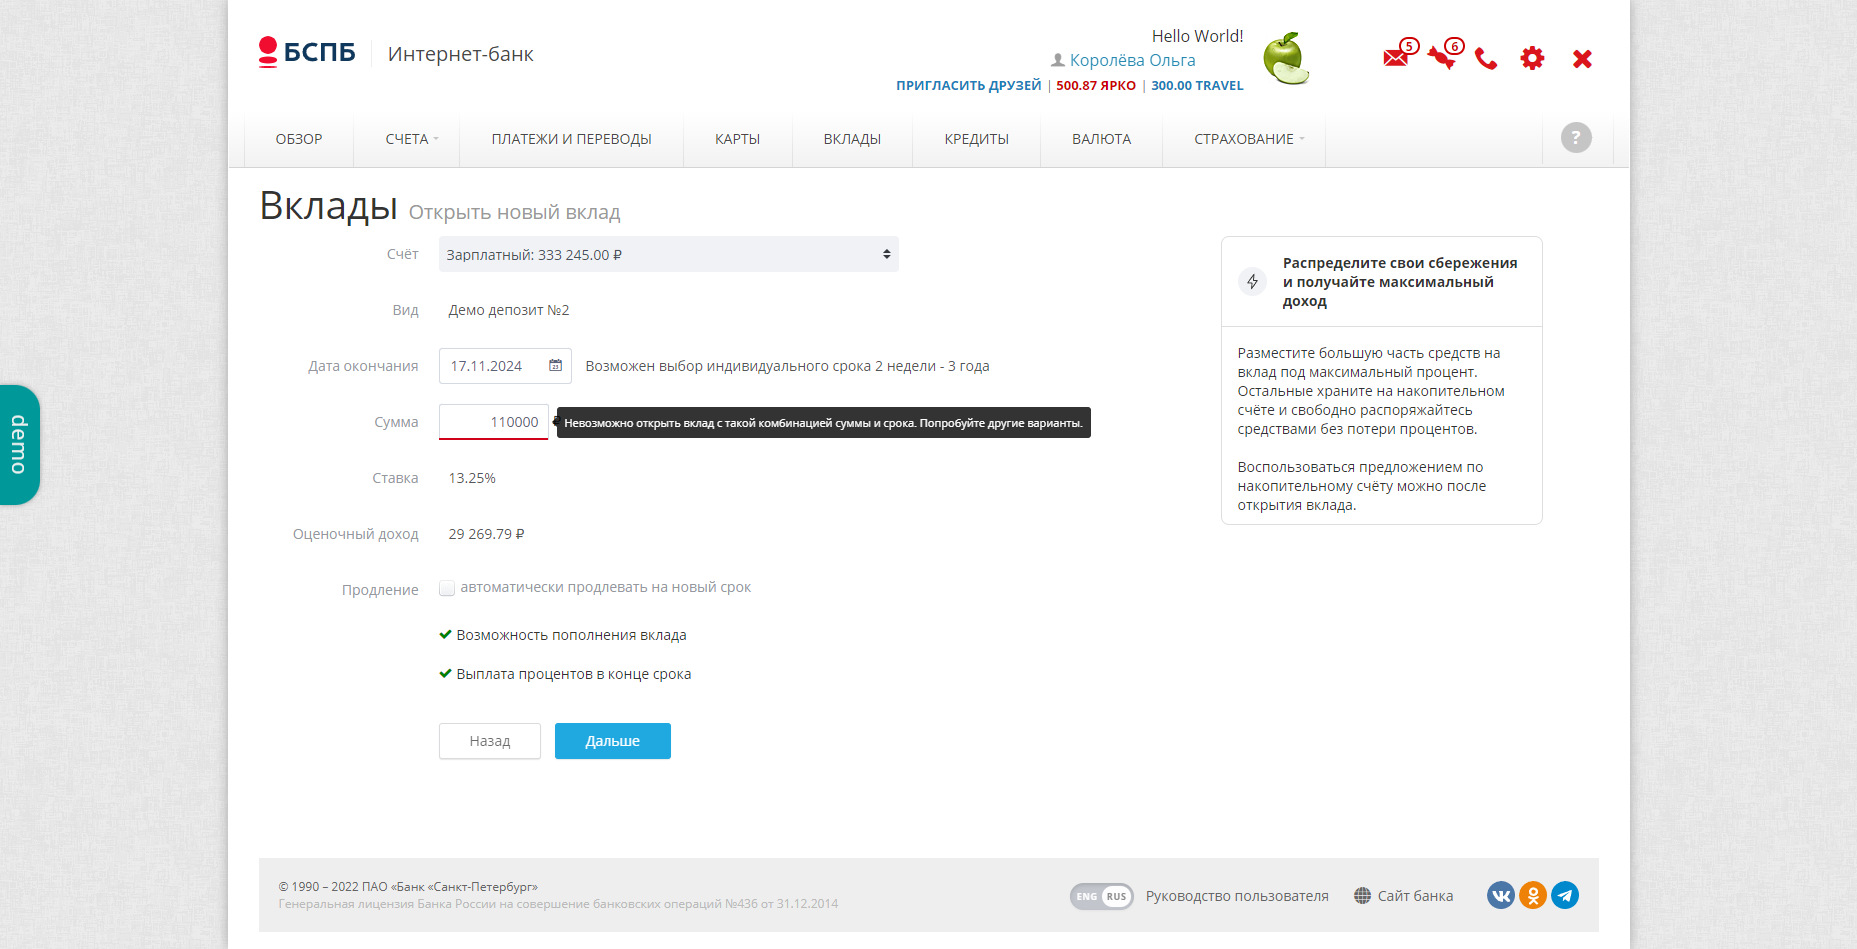 БСПБ
Интернет-банк
Hello World!
Королёва Ольга
ПРИГЛАСИТЬ ДРУЗЕЙ | 500.87 ЯРКО | 300.00 TRAVEL
5
6
ОБЗОР
СЧЕТА
ПЛАТЕЖИ И ПЕРЕВОДЫ
КАРТЫ
ВКЛАДЫ
КРЕДИТЫ
ВАЛЮТА
СТРАХОВАНИЕ
?
Вклады Открыть новый вклад
Счёт
Зарплатный: 333 245.00 ₽
Вид
Демо депозит №2
Дата окончания
17.11.2024
Возможен выбор индивидуального срока 2 недели - 3 года
Сумма
110000
Невозможно открыть вклад с такой комбинацией суммы и срока. Попробуйте другие варианты.
Ставка
13.25%
Оценочный доход
29 269.79 ₽
Продление
автоматически продлевать на новый срок
Возможность пополнения вклада
Выплата процентов в конце срока
Назад
Дальше
Распределите свои сбережения
и получайте максимальный
доход
Разместите большую часть средств на
вклад под максимальный процент.
Остальные храните на накопительном
счёте и свободно распоряжайтесь
средствами без потери процентов.
Воспользоваться предложением по
накопительному счёту можно после
открытия вклада.
demo
© 1990 – 2022 ПАО «Банк «Санкт-Петербург»
Генеральная лицензия Банка России на совершение банковских операций №436 от 31.12.2014
ENG RUS
Руководство пользователя
Сайт банка